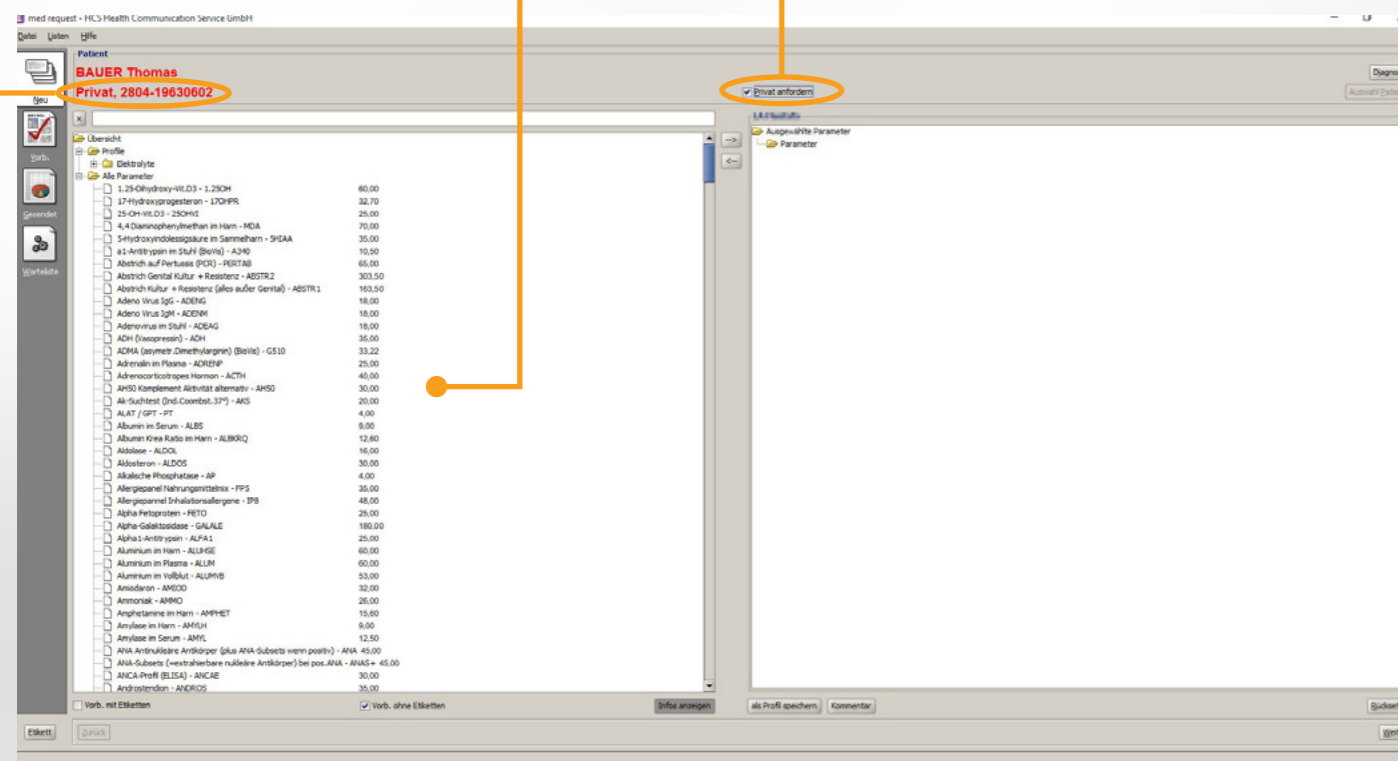 med request - HCS Health Communication Service GmbH
Datei Listen Hilfe
Patient
BAUER Thomas
Privat, 2804-19630602
Privat anfordern
Neu
Vorb.
Gesendet
Warteliste
Übersicht
Profile
Elektrolyte
Alle Parameter
1.25-Dihydroxy-Vit.D3 - 1.25OH 60,00
17-Hydroxyprogesteron - 17OHPR 32,70
25-OH-Vit.D3 - 25OHVI 25,00
4,4 Diaminophenylmethan im Harn - MDA 70,00
5-Hydroxyindolessigsäure im Sammelharn - 5HIAA 35,00
a1-Antitrypsin im Stuhl (BioVis) - A340 10,50
Abstrich auf Pertussis (PCR) - PERTAB 65,00
Abstrich Genital Kultur + Resistenz - ABSTR2 303,50
Abstrich Kultur + Resistenz (alles außer Genital) - ABSTR1 163,50
Adeno Virus IgG - ADENG 18,00
Adeno Virus IgM - ADENM 18,00
Adenovirus im Stuhl - ADEAG 18,00
ADH (Vasopressin) - ADH 35,00
ADMA (asymetr.Dimethylarginin) (BioVis) - G510 33,22
Adrenalin im Plasma - ADRENP 25,00
Adrenocorticotropes Hormon - ACTH 40,00
AH50 Komplement Aktivität alternativ - AH50 30,00
Ak-Suchtest (Ind.Coombst.37°) - AKS 20,00
ALAT / GPT - PT 4,00
Albumin im Serum - ALBS 9,00
Albumin Krea Ratio im Harn - ALBKRQ 12,60
Aldolase - ALDOL 16,00
Aldosteron - ALDOS 30,00
Alkalische Phosphatase - AP 4,00
Allergiepanel Nahrungsmittelmix - FP5 35,00
Allergiepannel Inhalationsallergene - IP8 48,00
Alpha Fetoprotein - FETO 25,00
Alpha-Galaktosidase - GALALE 180,00
Alpha1-Antitrypsin - ALFA1 25,00
Aluminium im Harn - ALUHSE 60,00
Aluminium im Plasma - ALUM 60,00
Aluminium im Vollblut - ALUMVB 53,00
Amiodaron - AMIOD 32,00
Ammoniak - AMMO 26,00
Amphetamine im Harn - AMPHET 15,60
Amylase im Harn - AMYLH 9,00
Amylase im Serum - AMYL 12,50
ANA Antinukleäre Antikörper (plus ANA-Subsets wenn positiv) - ANA 45,00
ANA-Subsets (=extrahierbare nukleäre Antikörper) bei pos.ANA - ANAS+ 45,00
ANCA-Profil (ELISA) - ANCAE 30,00
Androstendion - ANDROS 35,00
-->
<--
Ausgewählte Parameter
Parameter
Vorb. mit Etiketten
Vorb. ohne Etiketten
Infos anzeigen
als Profil speichern
Kommentar
Etikett
Zurück